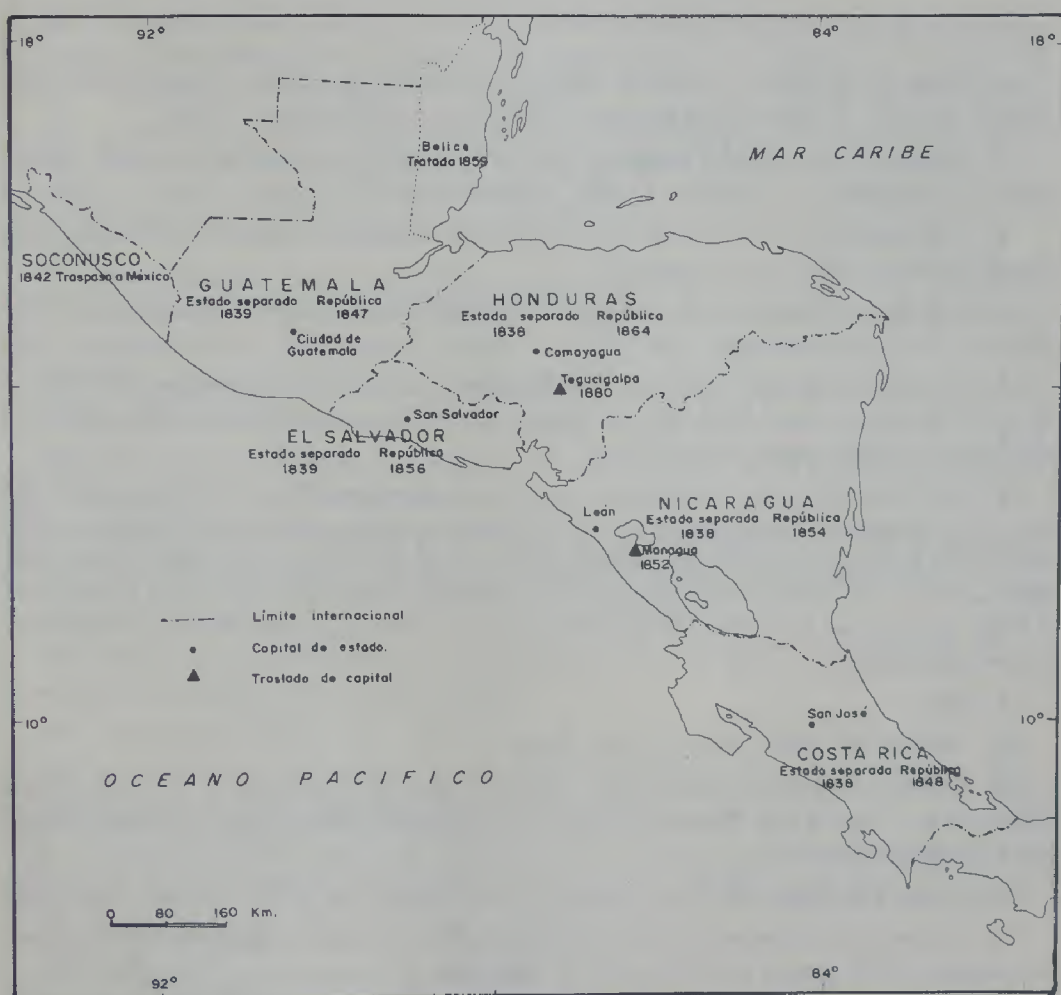 92°
84°
18°
18°
Belice
Tratada 1859
MAR CARIBE
SOCONUSCO
1842 Traspaso a México
GUATEMALA
Estado separado República
1839 1847
Ciudad de
Guatemala
HONDURAS
Estado separado República
1838 1864
Comayagua
Tegucigalpa
1880
San Salvador
EL SALVADOR
Estado separado República
1839 1856
NICARAGUA
Estado separada República
1838 1854
León
Managua
1852
Límite internacional
Capital de estado.
Traslado de capital
10°
10°
San José
COSTA RICA
Estado separada República
1838 1848
OCEANO PACIFICO
0 80 160 Km.
92°
84°